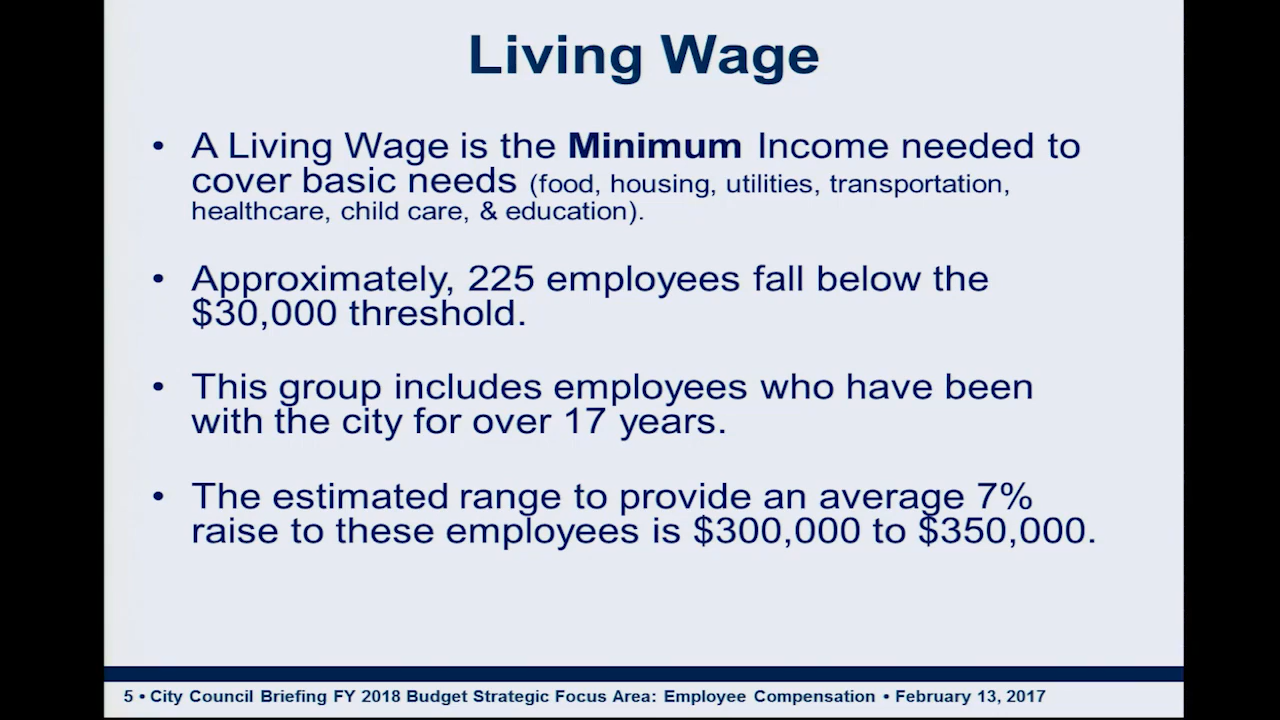 Living Wage
• A Living Wage is the Minimum Income needed to
cover basic needs (food, housing, utilities, transportation,
healthcare, child care, & education).
• Approximately, 225 employees fall below the
$30,000 threshold.
• This group includes employees who have been
with the city for over 17 years.
• The estimated range to provide an average 7%
raise to these employees is $300,000 to $350,000.
5 • City Council Briefing FY 2018 Budget Strategic Focus Area: Employee Compensation • February 13, 2017